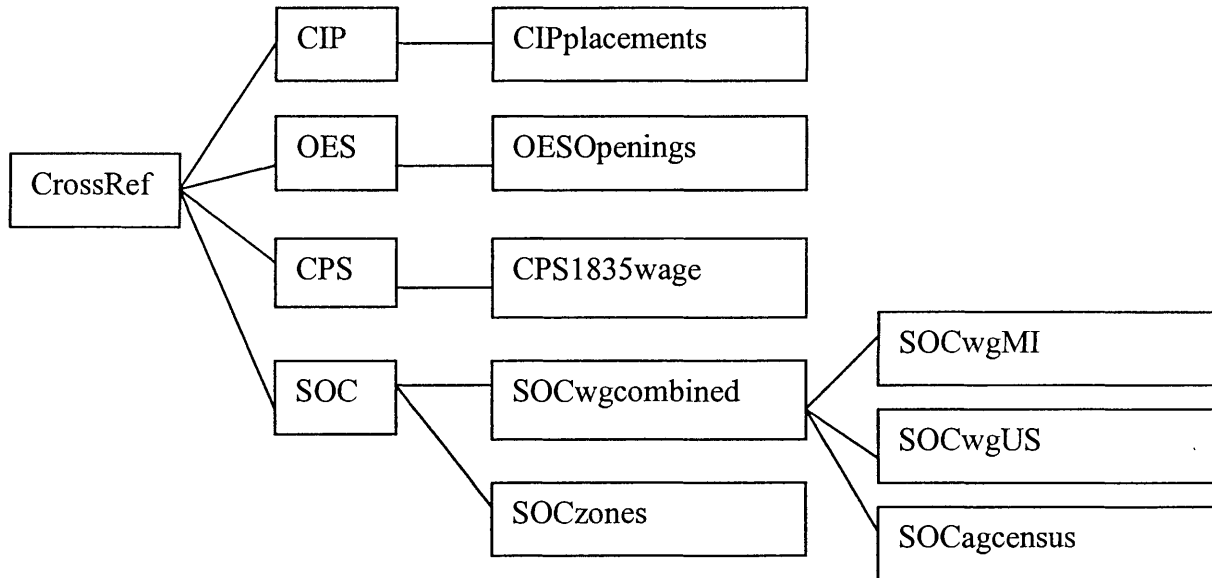 CrossRef
CIP
CIPplacements
OES
OESOpenings
CPS
CPS1835wage
SOC
SOCwgcombined
SOCzones
SOCwgMI
SOCwgUS
SOCagcensus